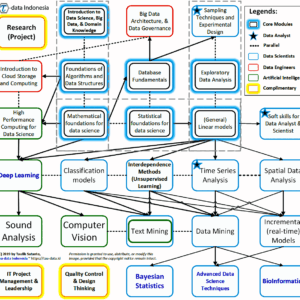 data Indonesia
Research
(Project)
Introduction to
Data Science, Big
Data, & Domain
Knowledge
Big Data
Architecture, &
Data Governance
Sampling
Techniques and
Experimental
Design
Legends:
Core Modules
Data Analyst
Parallel
Data Scientists
Data Engineers
Artificial Intelligence
Complimentary
Introduction to
Cloud Storage
and Computing
Foundations of
Algorithms and
Data Structures
Database
Fundamentals
Exploratory
Data Analysis
High
Performance
Computing for
Data Science
Mathematical
foundations for
data science
Statistical
foundations for
data science
(General)
Linear models
Soft skills for
Data Analyst &
Scientist
Deep Learning
Classification
models
Interdependence
Methods
(Unsupervised
Learning)
Time Series
Analysis
Spatial Data
Analysis
Sound
Analysis
Computer
Vision
Text Mining
Data Mining
Incremental
(real-time)
Models
IT Project
Management &
Leadership
Quality Control
& Design
Thinking
Bayesian
Statistics
Advanced Data
Science
Techniques
Bioinformatics